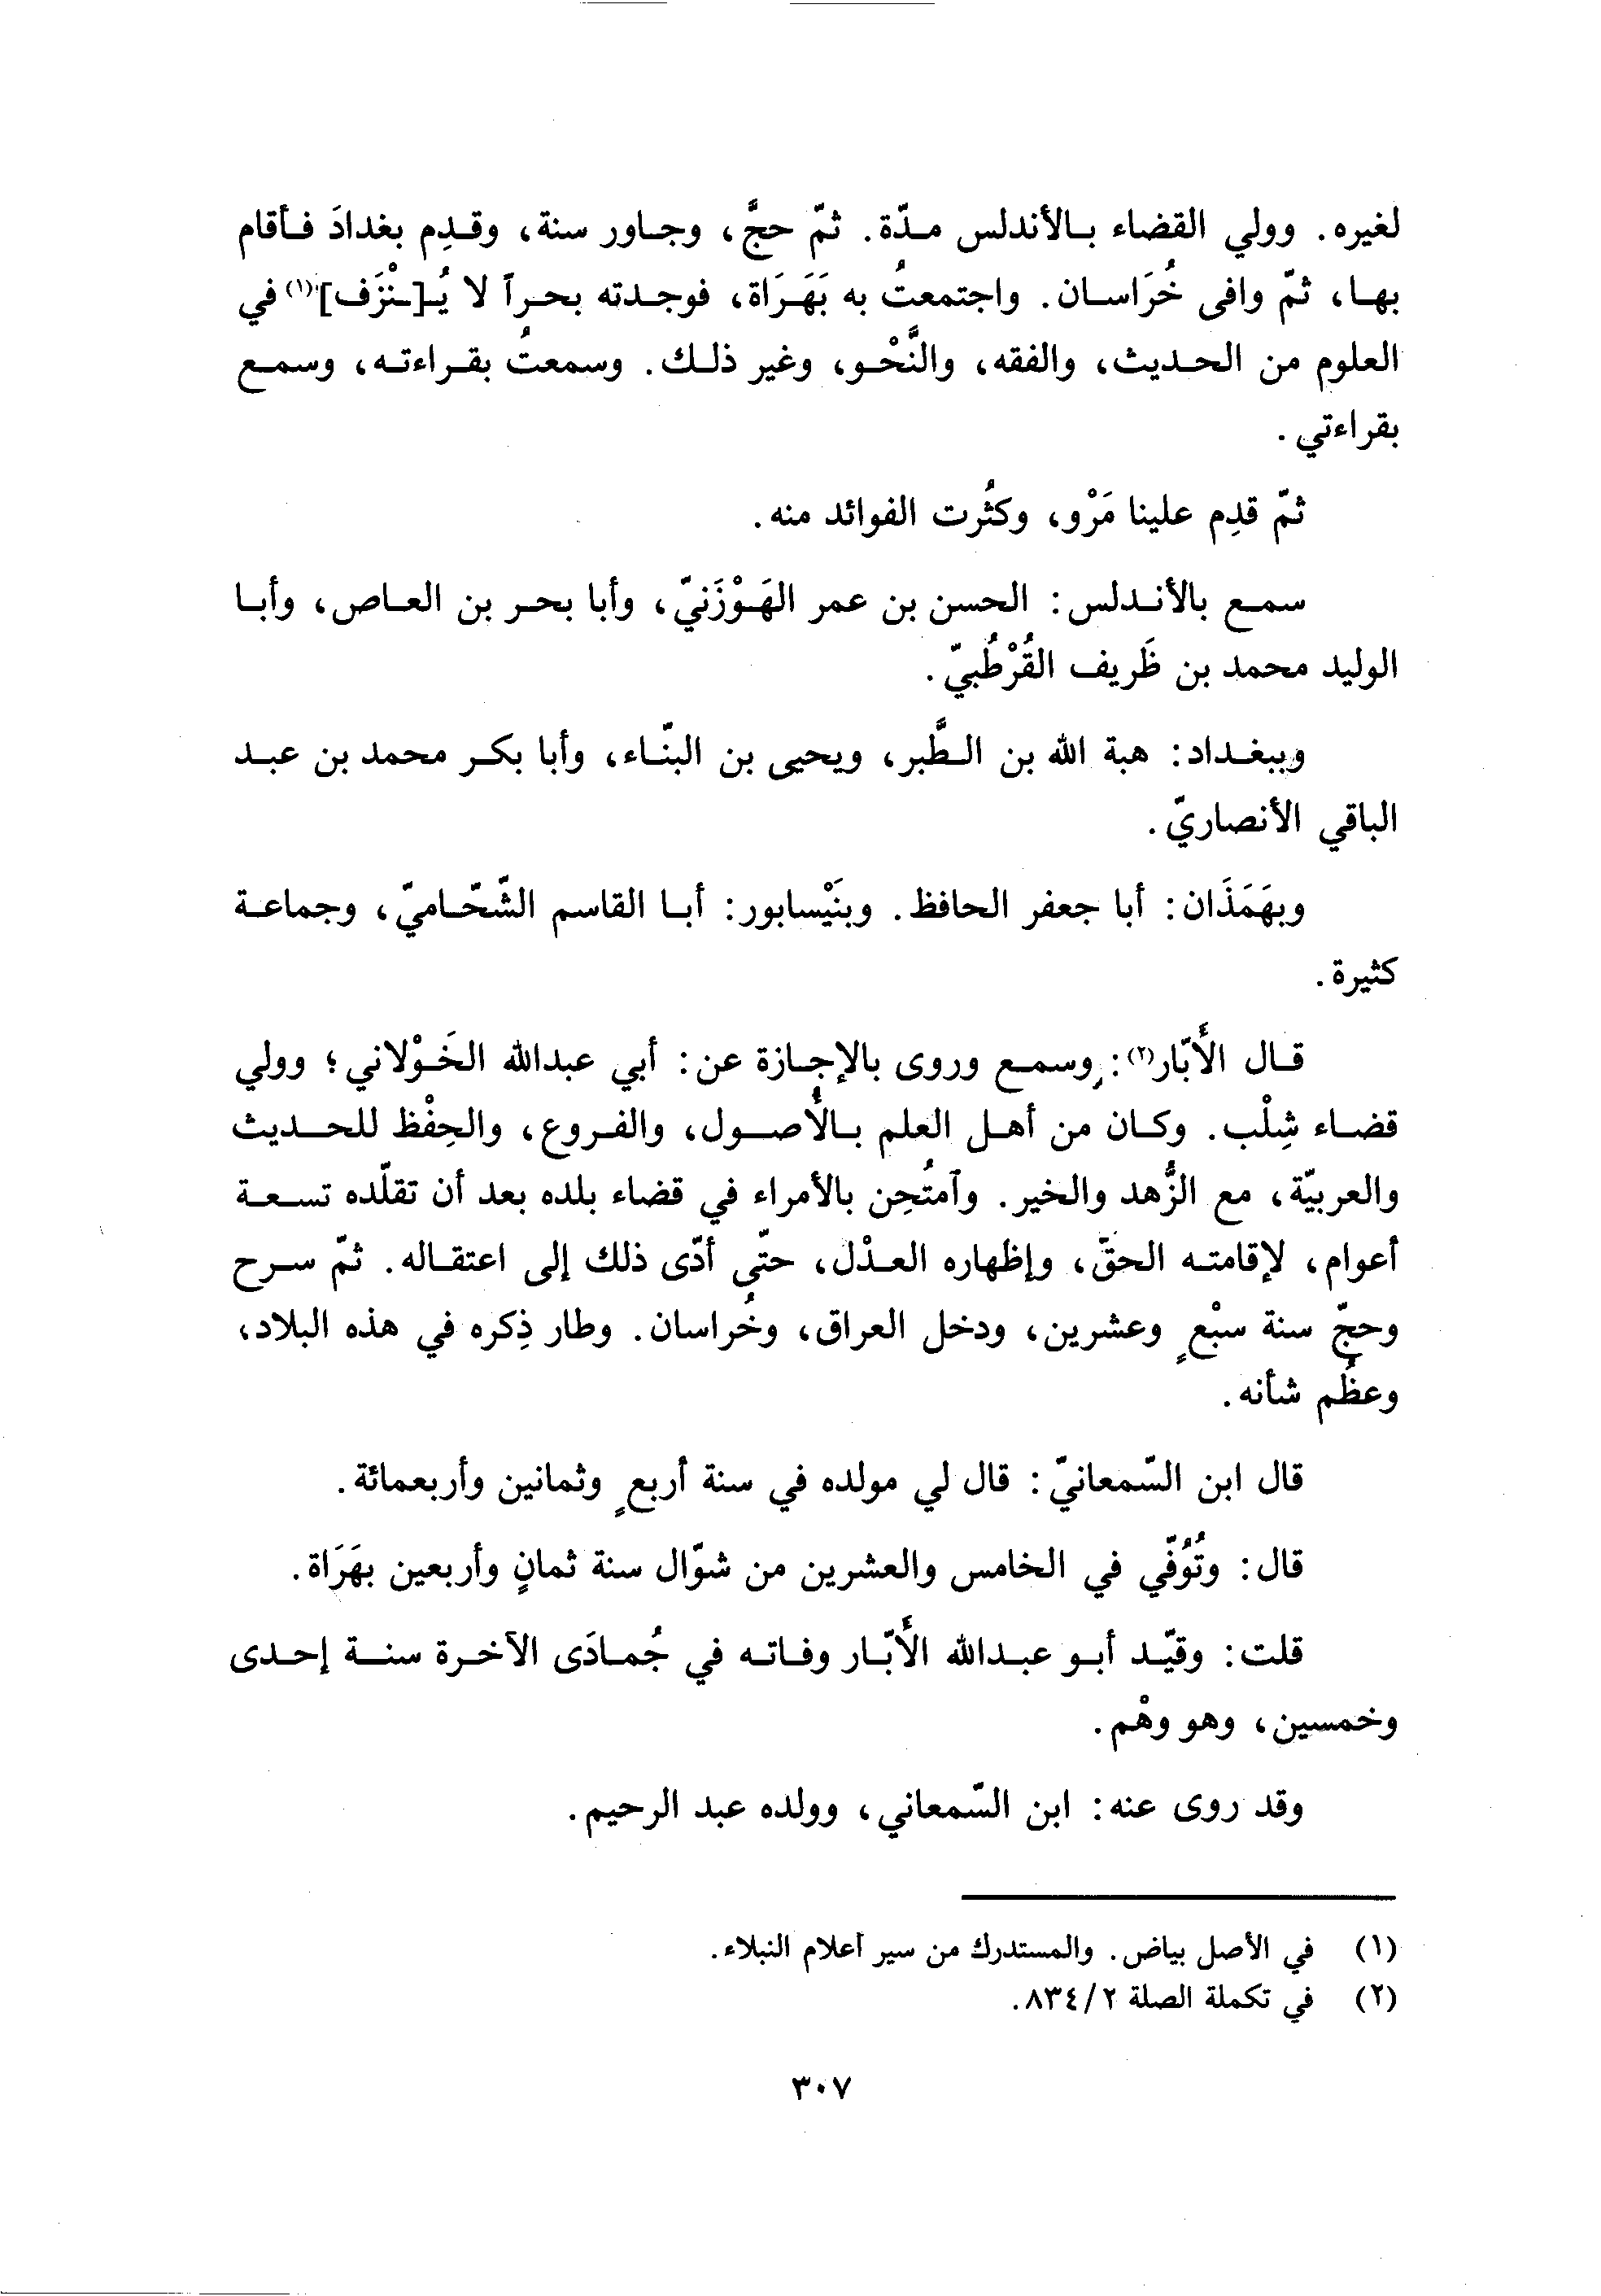 لغيره. وولي القضاء بالأندلس مدّة. ثمّ حجَّ، وجاور سنة، وقدِم بغدادَ فأقام
بها، ثمّ وافى خُرَاسان. واجتمعتُ به بَهَرَاة، فوجدته بحراً لا يُـ[ـنْزَف](١) في
العلوم من الحديث، والفقه، والنَّحْو، وغير ذلك. وسمعتُ بقراءته، وسمع
بقراءتي.
ثمّ قدِم علينا مَرْو، وكثُرت الفوائد منه.
سمع بالأندلس: الحسن بن عمر الهَوْزَنيّ، وأبا بحر بن العاص، وأبا
الوليد محمد بن ظَريف القُرْطُبيّ.
وببغداد: هبة الله بن الطَّبر، ويحيى بن البنّاء، وأبا بكر محمد بن عبد
الباقي الأنصاريّ.
وبهَمَذَان: أبا جعفر الحافظ. وبنَيْسابور: أبا القاسم الشّحّاميّ، وجماعة
كثيرة.
قال الأَبّار(٢): وسمع وروى بالإجازة عن: أبي عبدالله الخَوْلاني؛ وولي
قضاء شِلْب. وكان من أهل العلم بالأُصول، والفروع، والحِفْظ للحديث
والعربيّة، مع الزُّهد والخير. وآمتُحِن بالأمراء في قضاء بلده بعد أن تقلّده تسعة
أعوام، لإقامته الحقّ، وإظهاره العدْل، حتّى أدّى ذلك إلى اعتقاله. ثمّ سرح
وحجّ سنة سبْعٍ وعشرين، ودخل العراق، وخُراسان. وطار ذِكره في هذه البلاد،
وعظُم شأنه.
قال ابن السّمعانيّ: قال لي مولده في سنة أربعٍ وثمانين وأربعمائة.
قال: وتُوُفّي في الخامس والعشرين من شوّال سنة ثمانٍ وأربعين بهَرَاة.
قلت: وقيّد أبو عبدالله الأَبّار وفاته في جُمادَى الآخرة سنة إحدى
وخمسين، وهو وهْم.
وقد روى عنه: ابن السّمعاني، وولده عبد الرحيم.
(١) في الأصل بياض. والمستدرك من سير أعلام النبلاء.
(٢) في تكملة الصلة ٢/ ٨٣٤.
٣٠٧